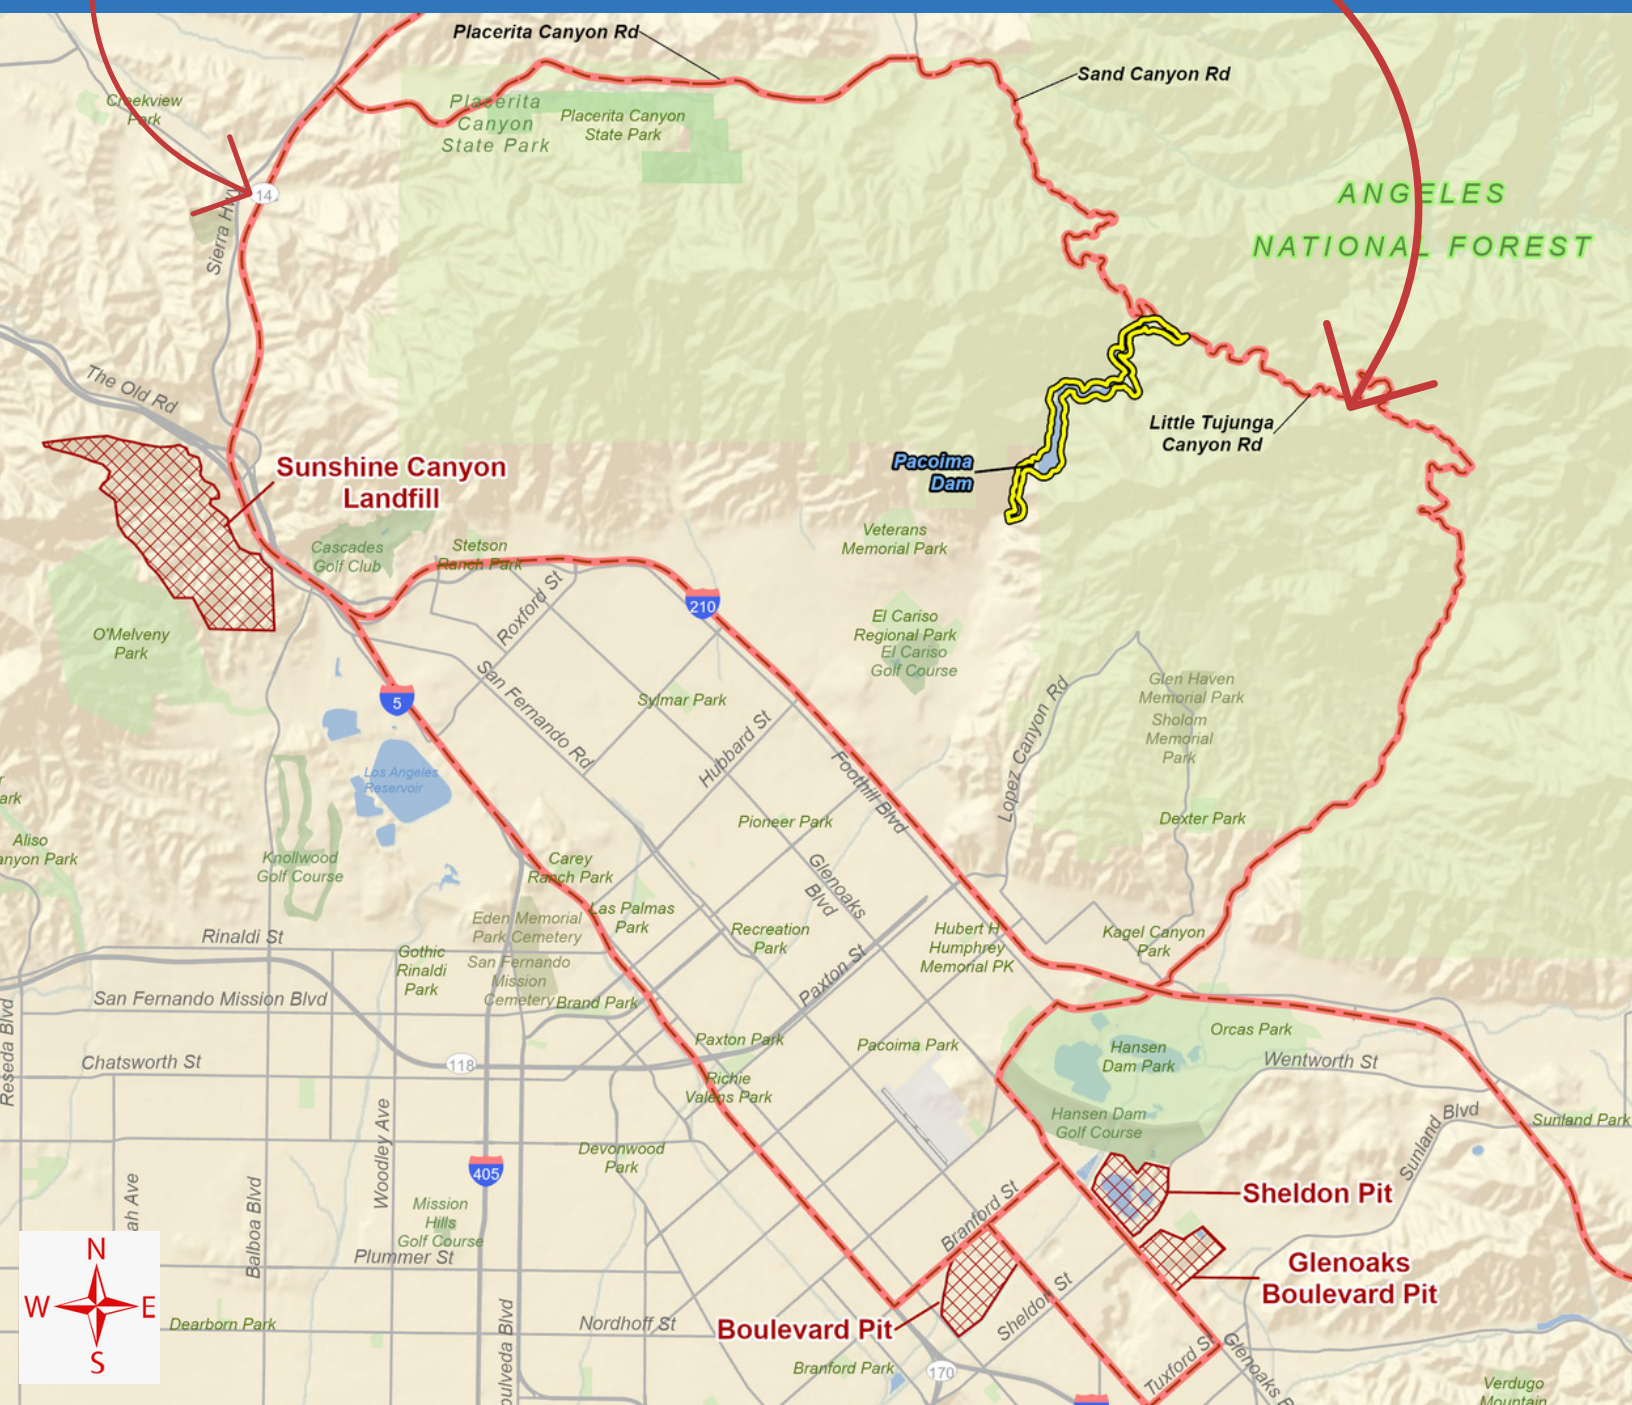 Placerita Canyon Rd
Sand Canyon Rd
Creekview
Park
Placerita
Canyon
State Park
Placerita Canyon
State Park
14
Sierra Hwy
ANGELES
NATIONAL FOREST
The Old Rd
Little Tujunga
Canyon Rd
Sunshine Canyon
Landfill
Pacoima
Dam
Cascades
Golf Club
Stetson
Ranch Park
Veterans
Memorial Park
Roxford St
210
O'Melveny
Park
El Cariso
Regional Park
El Cariso
Golf Course
San Fernando Rd
5
Sylmar Park
Hubbard St
Lopez Canyon Rd
Glen Haven
Memorial Park
Sholom
Memorial
Park
Los Angeles
Reservoir
Foothill Blvd
ark
Pioneer Park
Dexter Park
Aliso
anyon Park
Knollwood
Golf Course
Carey
Ranch Park
Glenoaks
Blvd
Las Palmas
Park
Eden Memorial
Park Cemetery
Rinaldi St
Gothic
Rinaldi
Park
San Fernando
Mission
Cemetery
Recreation
Park
Paxton St
Hubert H
Humphrey
Memorial PK
Kagel Canyon
Park
San Fernando Mission Blvd
Brand Park
Reseda Blvd
Chatsworth St
118
Paxton Park
Pacoima Park
Orcas Park
Hansen
Dam Park
Wentworth St
Richie
Valens Park
Woodley Ave
Hansen Dam
Golf Course
Sunland Blvd
Sunland Park
Devonwood
Park
405
ah Ave
Balboa Blvd
Mission
Hills
Golf Course
Plummer St
Branford St
Sheldon Pit
Glenoaks
Boulevard Pit
N
W
E
S
Dearborn Park
oulveda Blvd
Nordhoff St
Boulevard Pit
Sheldon St
Branford Park
170
Tuxford St
Glenoaks B
Verdugo
Mountain